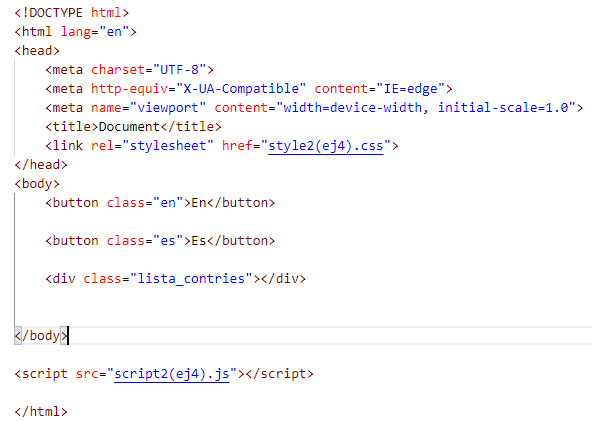 <!DOCTYPE html>
<html lang="en">
<head>
    <meta charset="UTF-8">
    <meta http-equiv="X-UA-Compatible" content="IE=edge">
    <meta name="viewport" content="width=device-width, initial-scale=1.0">
    <title>Document</title>
    <link rel="stylesheet" href="style2(ej4).css">
</head>
<body>
    <button class="en">En</button>
    <button class="es">Es</button>
    <div class="lista_contries"></div>
</body>
<script src="script2(ej4).js"></script>
</html>